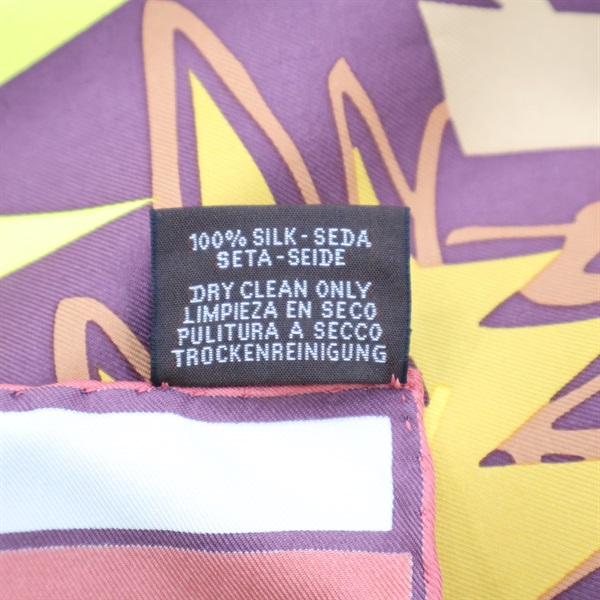 100% SILK-SEDA
SETA-SEIDE
DRY CLEAN ONLY
LIMPIEZA EN SECO
PULITURA A SECCO
TROCKENREINIGUNG